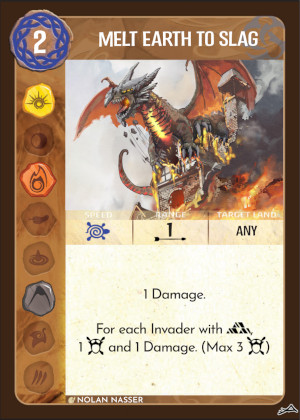 2
MELT EARTH TO SLAG
SPEED RANGE TARGET LAND
1 ANY
1 Damage.
For each Invader with
1 and 1 Damage. (Max 3 )
NOLAN NASSER